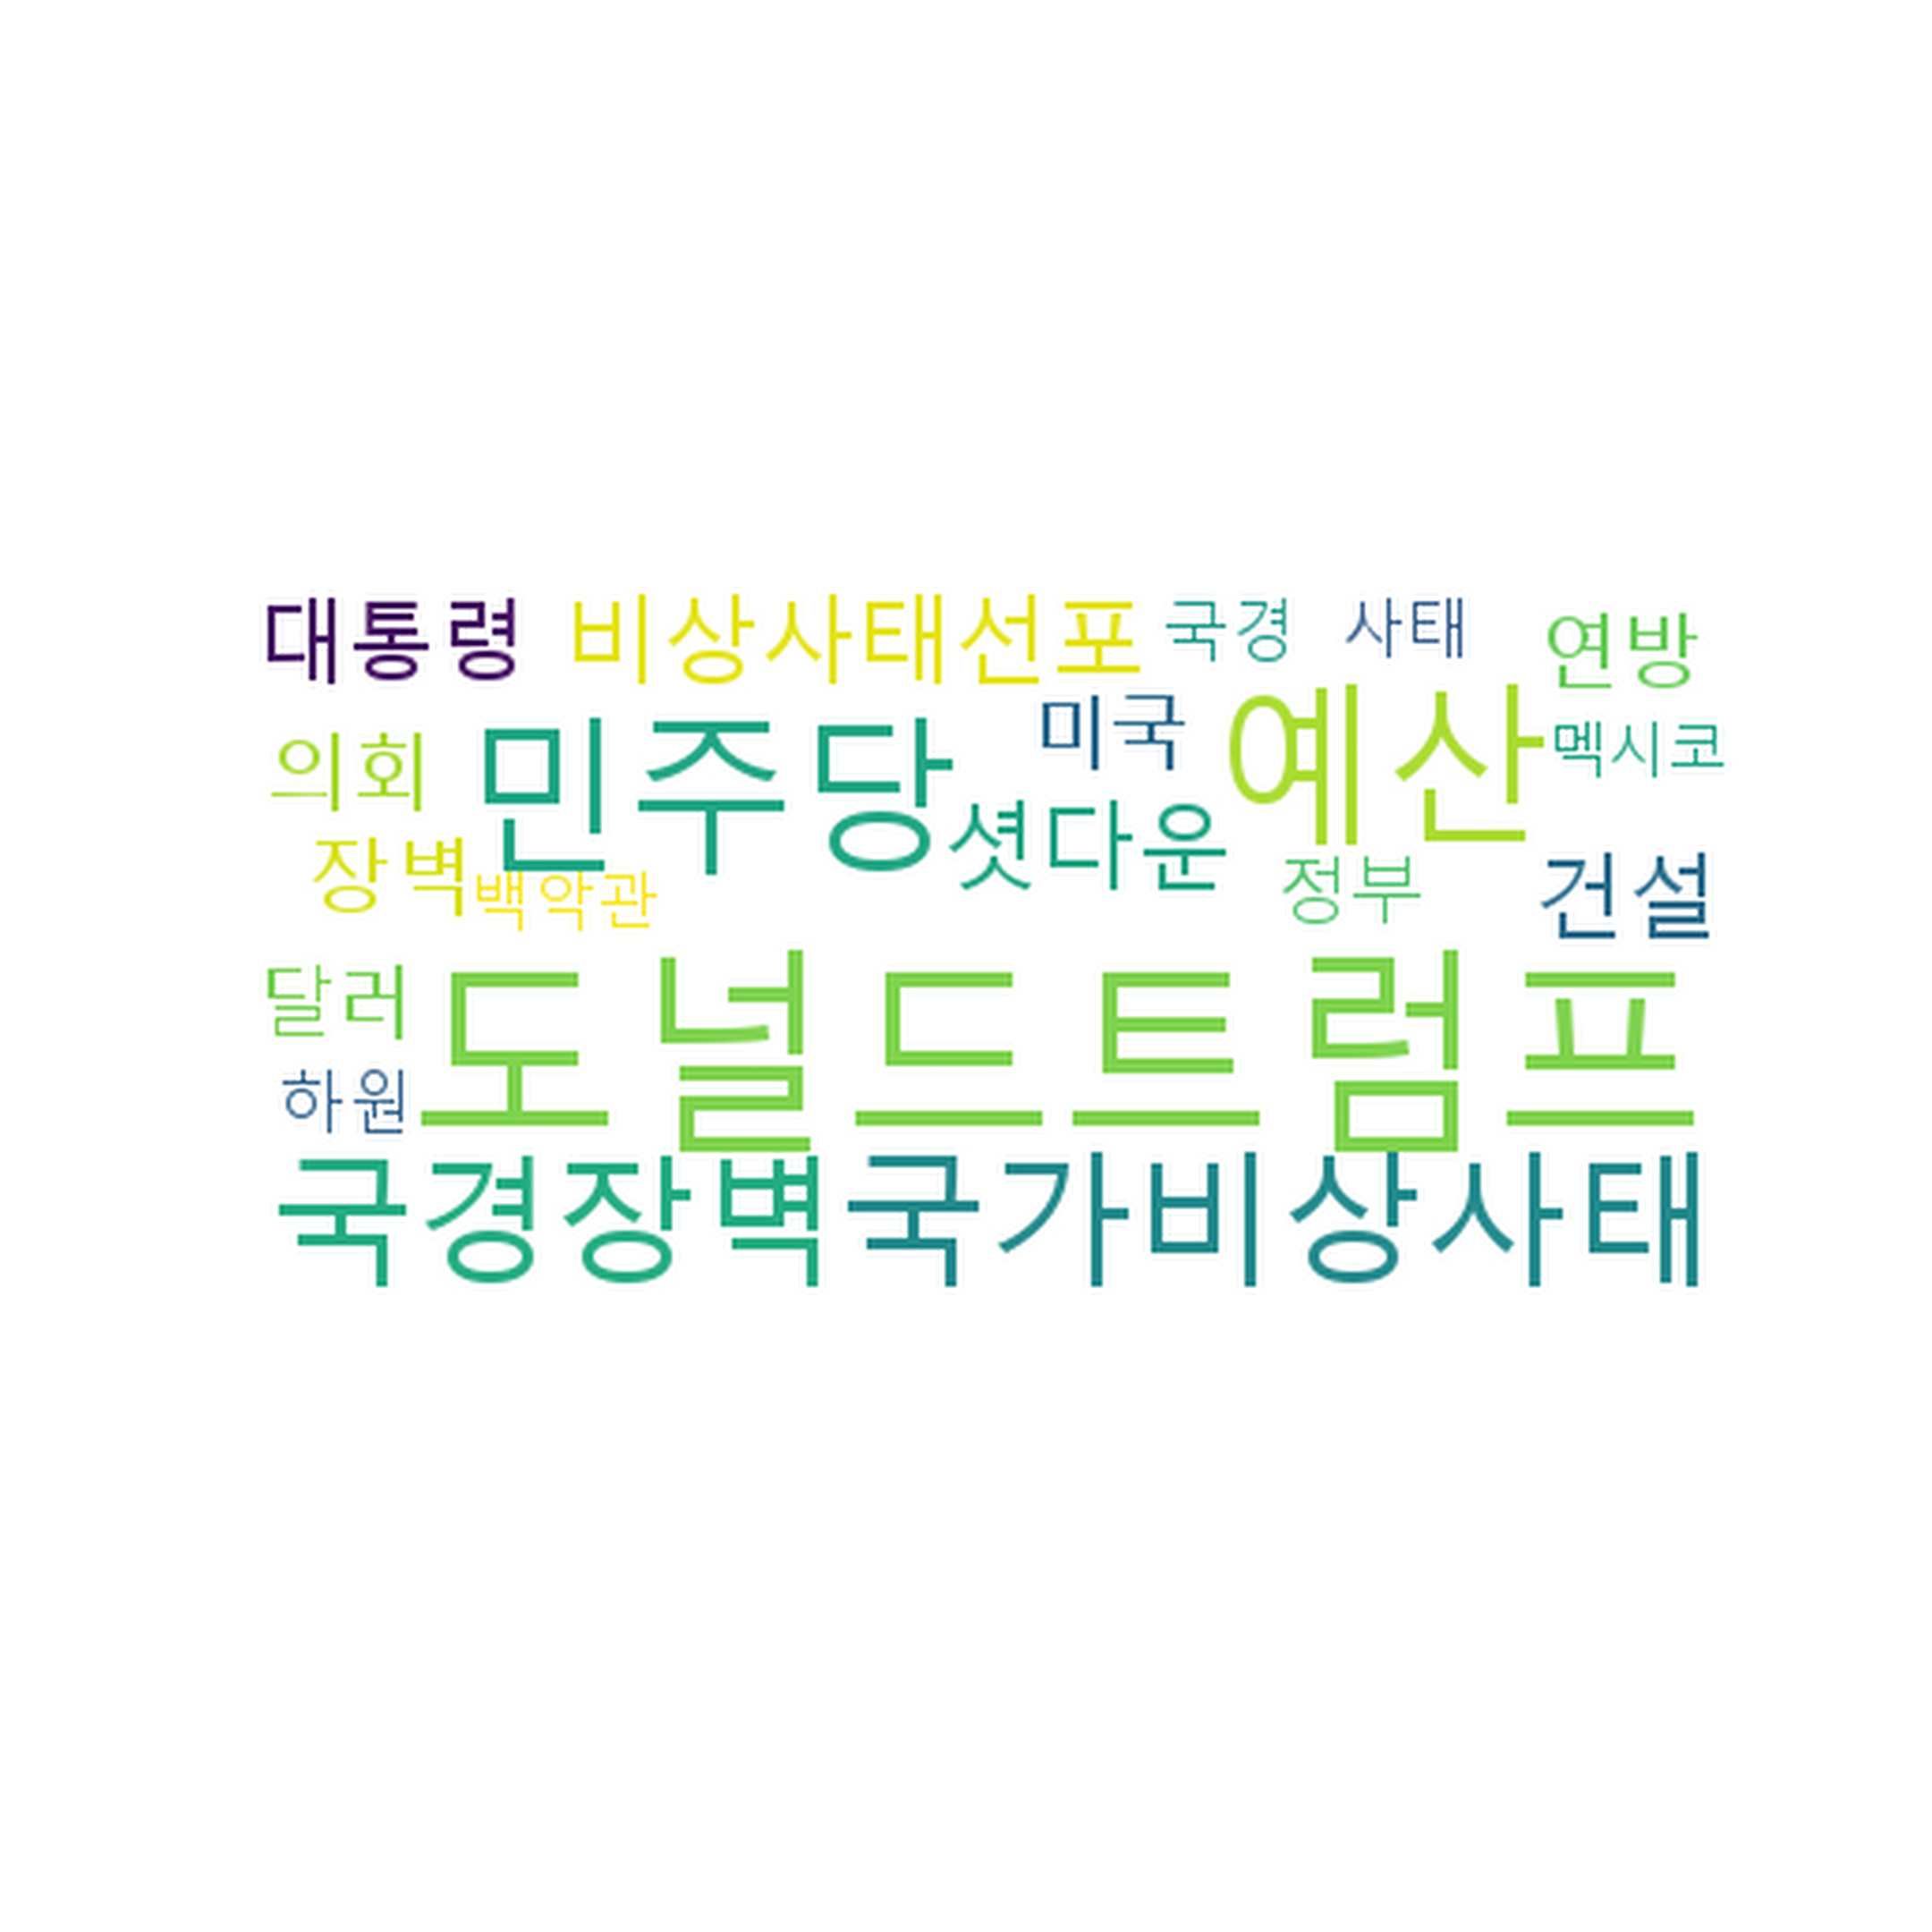 대통령 비상사태선포 국경 사태 연방
의회 민주당 미국 예산 멕시코
장벽 백악관 셧다운 정부 건설
달러 도널드트럼프
하원
국경장벽 국가비상사태